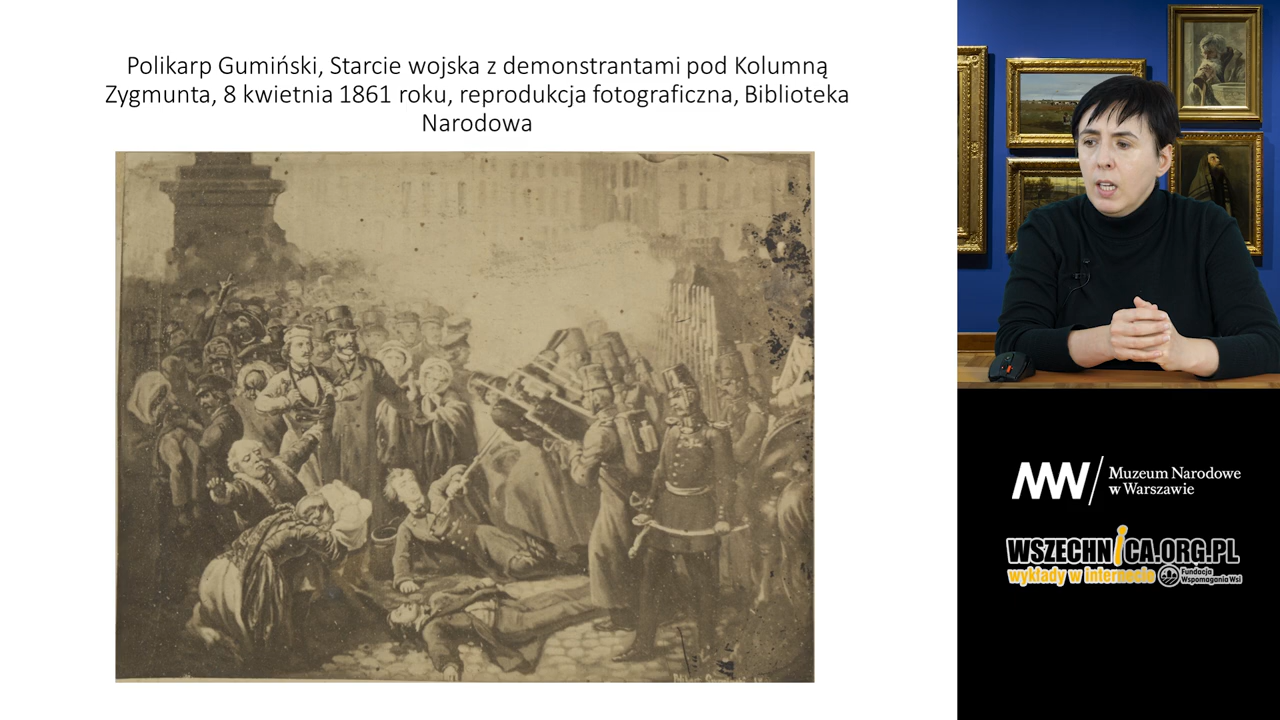 Polikarp Gumiński, Starcie wojska z demonstrantami pod Kolumną
Zygmunta, 8 kwietnia 1861 roku, reprodukcja fotograficzna, Biblioteka
Narodowa
MW/ Muzeum Narodowe
w Warszawie
WSZECHNICA.ORG.PL
wykłady w internecie
Fundacja
Wspomagania Wsi